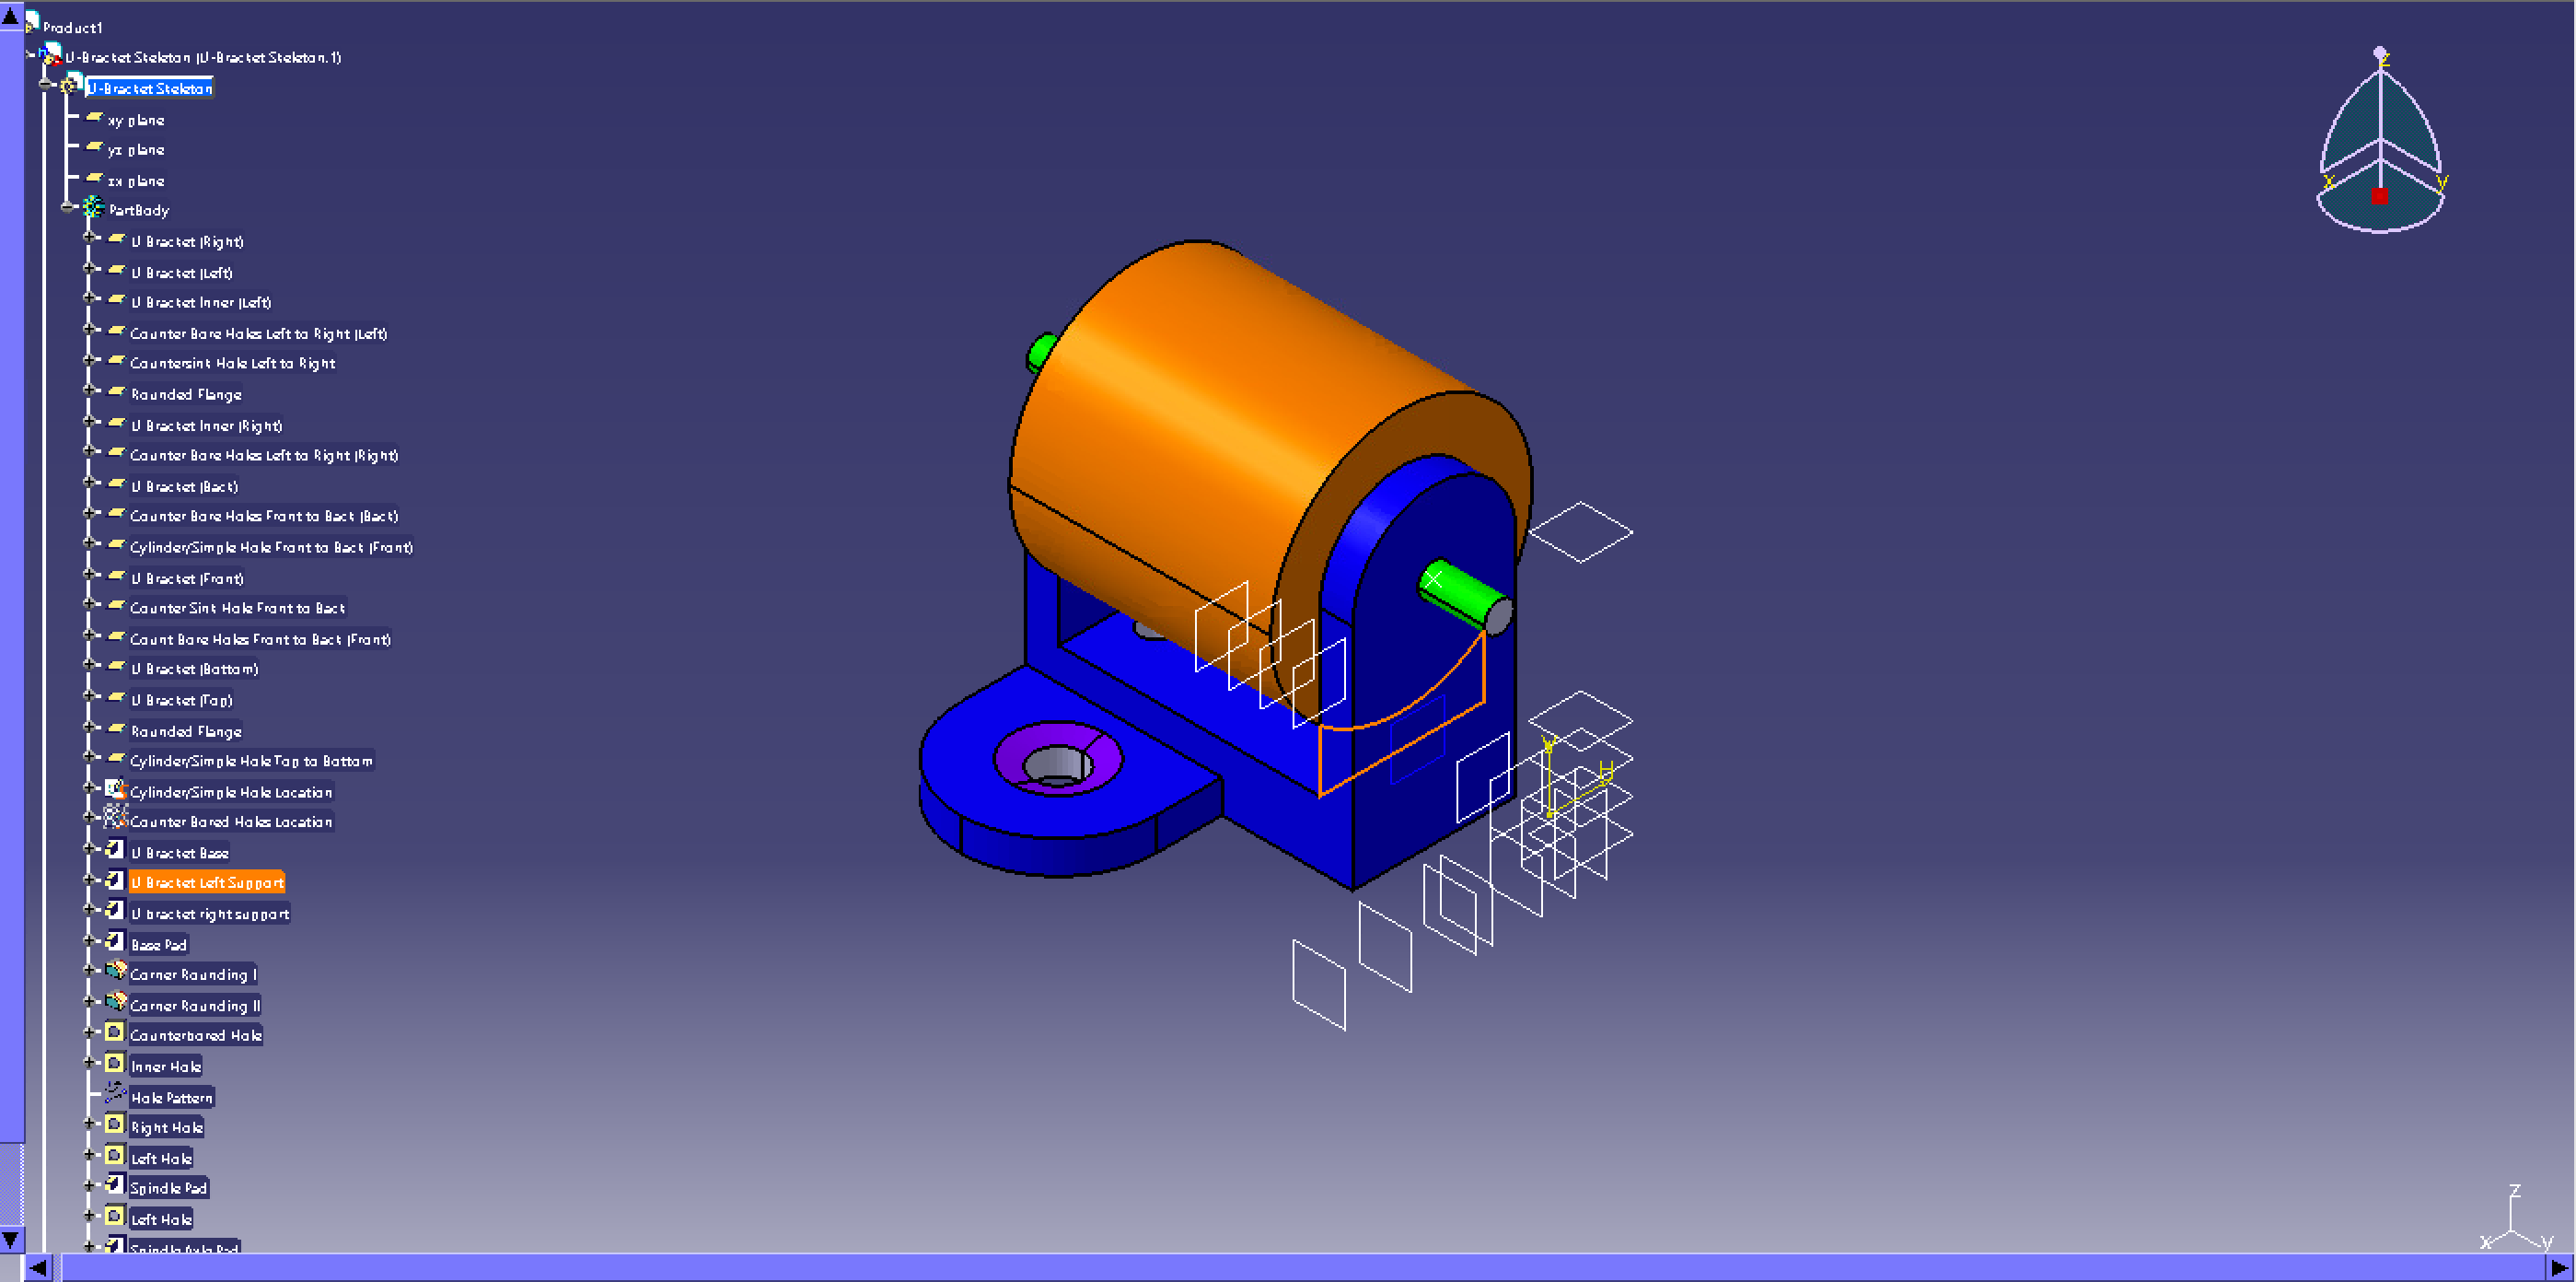 Product1
U-Bracket Skeleton (U-Bracket Skeleton.1)
U-Bracket Skeleton
xy plane
yz plane
zx plane
PartBody
U Bracket (Right)
U Bracket (Left)
U Bracket Inner (Left)
Counter Bore Holes Left to Right (Left)
Countersink Hole Left to Right
Rounded Flange
U Bracket Inner (Right)
Counter Bore Holes Left to Right (Right)
U Bracket (Back)
Counter Bore Holes Front to Back (Back)
Cylinder/Simple Hole Front to Back (Front)
U Bracket (Front)
Counter Sink Hole Front to Back
Count Bore Holes Front to Back (Front)
U Bracket (Bottom)
U Bracket (Top)
Rounded Flange
Cylinder/Simple Hole Top to Bottom
Cylinder/Simple Hole Location
Counter Bored Holes Location
U Bracket Base
U Bracket Left Support
U bracket right support
Base Pad
Corner Rounding I
Corner Rounding II
Counterbored Hole
Inner Hole
Hole Pattern
Right Hole
Left Hole
Spindle Pad
Left Hole
Spindle Axle Pad
z
x
y
V
H
z
x
y